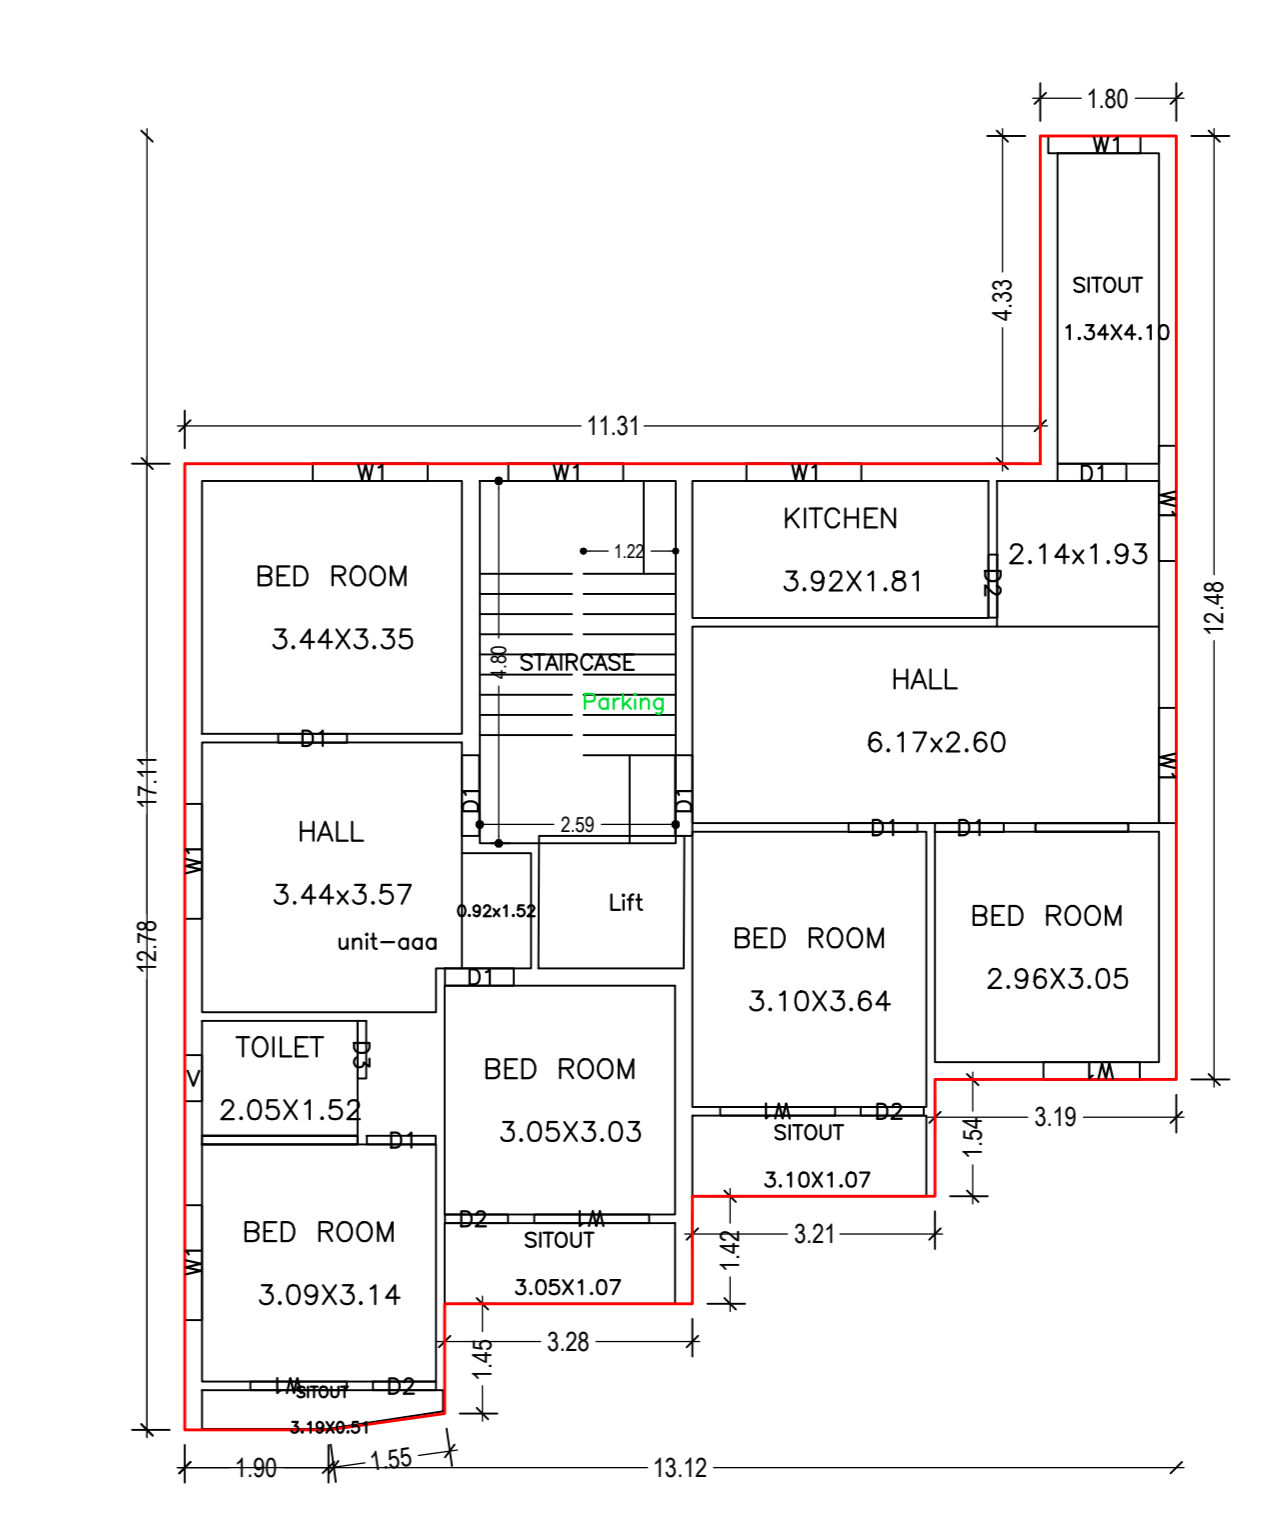 1.80
W1
SITOUT
1.34X4.10
4.33
11.31
W1
W1
W1
D1
W1
KITCHEN
3.92X1.81
D2
2.14x1.93
1.22
BED ROOM
3.44X3.35
12.48
4.80
STAIRCASE
Parking
HALL
6.17x2.60
D1
W1
17.11
D1
D1
2.59
D1
D1
HALL
3.44x3.57
W1
0.92x1.52
Lift
unit-aaa
12.78
BED ROOM
3.10X3.64
BED ROOM
2.96X3.05
D1
TOILET
2.05X1.52
D3
V
BED ROOM
3.05X3.03
W1
W1
D2
SITOUT
3.10X1.07
3.19
1.54
D1
D2
W1
SITOUT
3.05X1.07
1.42
3.21
BED ROOM
3.09X3.14
W1
3.28
1.45
W1
D2
SITOUT
3.19X0.51
1.90
1.55
13.12